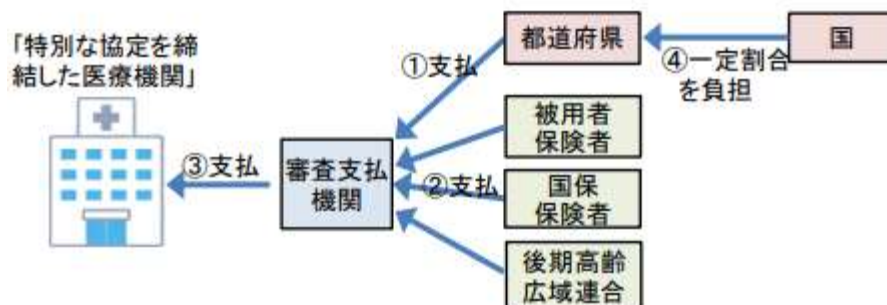 「特別な協定を締
結した医療機関」
③支払
審査支払
機関
①支払
②支払
都道府県
④一定割合
を負担
国
被用者
保険者
国保
保険者
後期高齢
広域連合